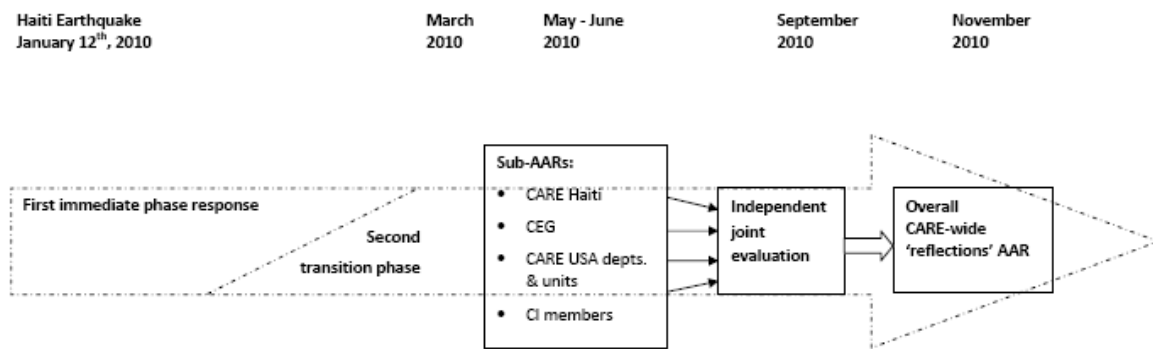 Haiti Earthquake
January 12th, 2010
March
2010
May - June
2010
September
2010
November
2010
First immediate phase response
Second
transition phase
Sub-AARs:
• CARE Haiti
• CEG
• CARE USA depts.
& units
• CI members
Independent
joint
evaluation
Overall
CARE-wide
'reflections' AAR